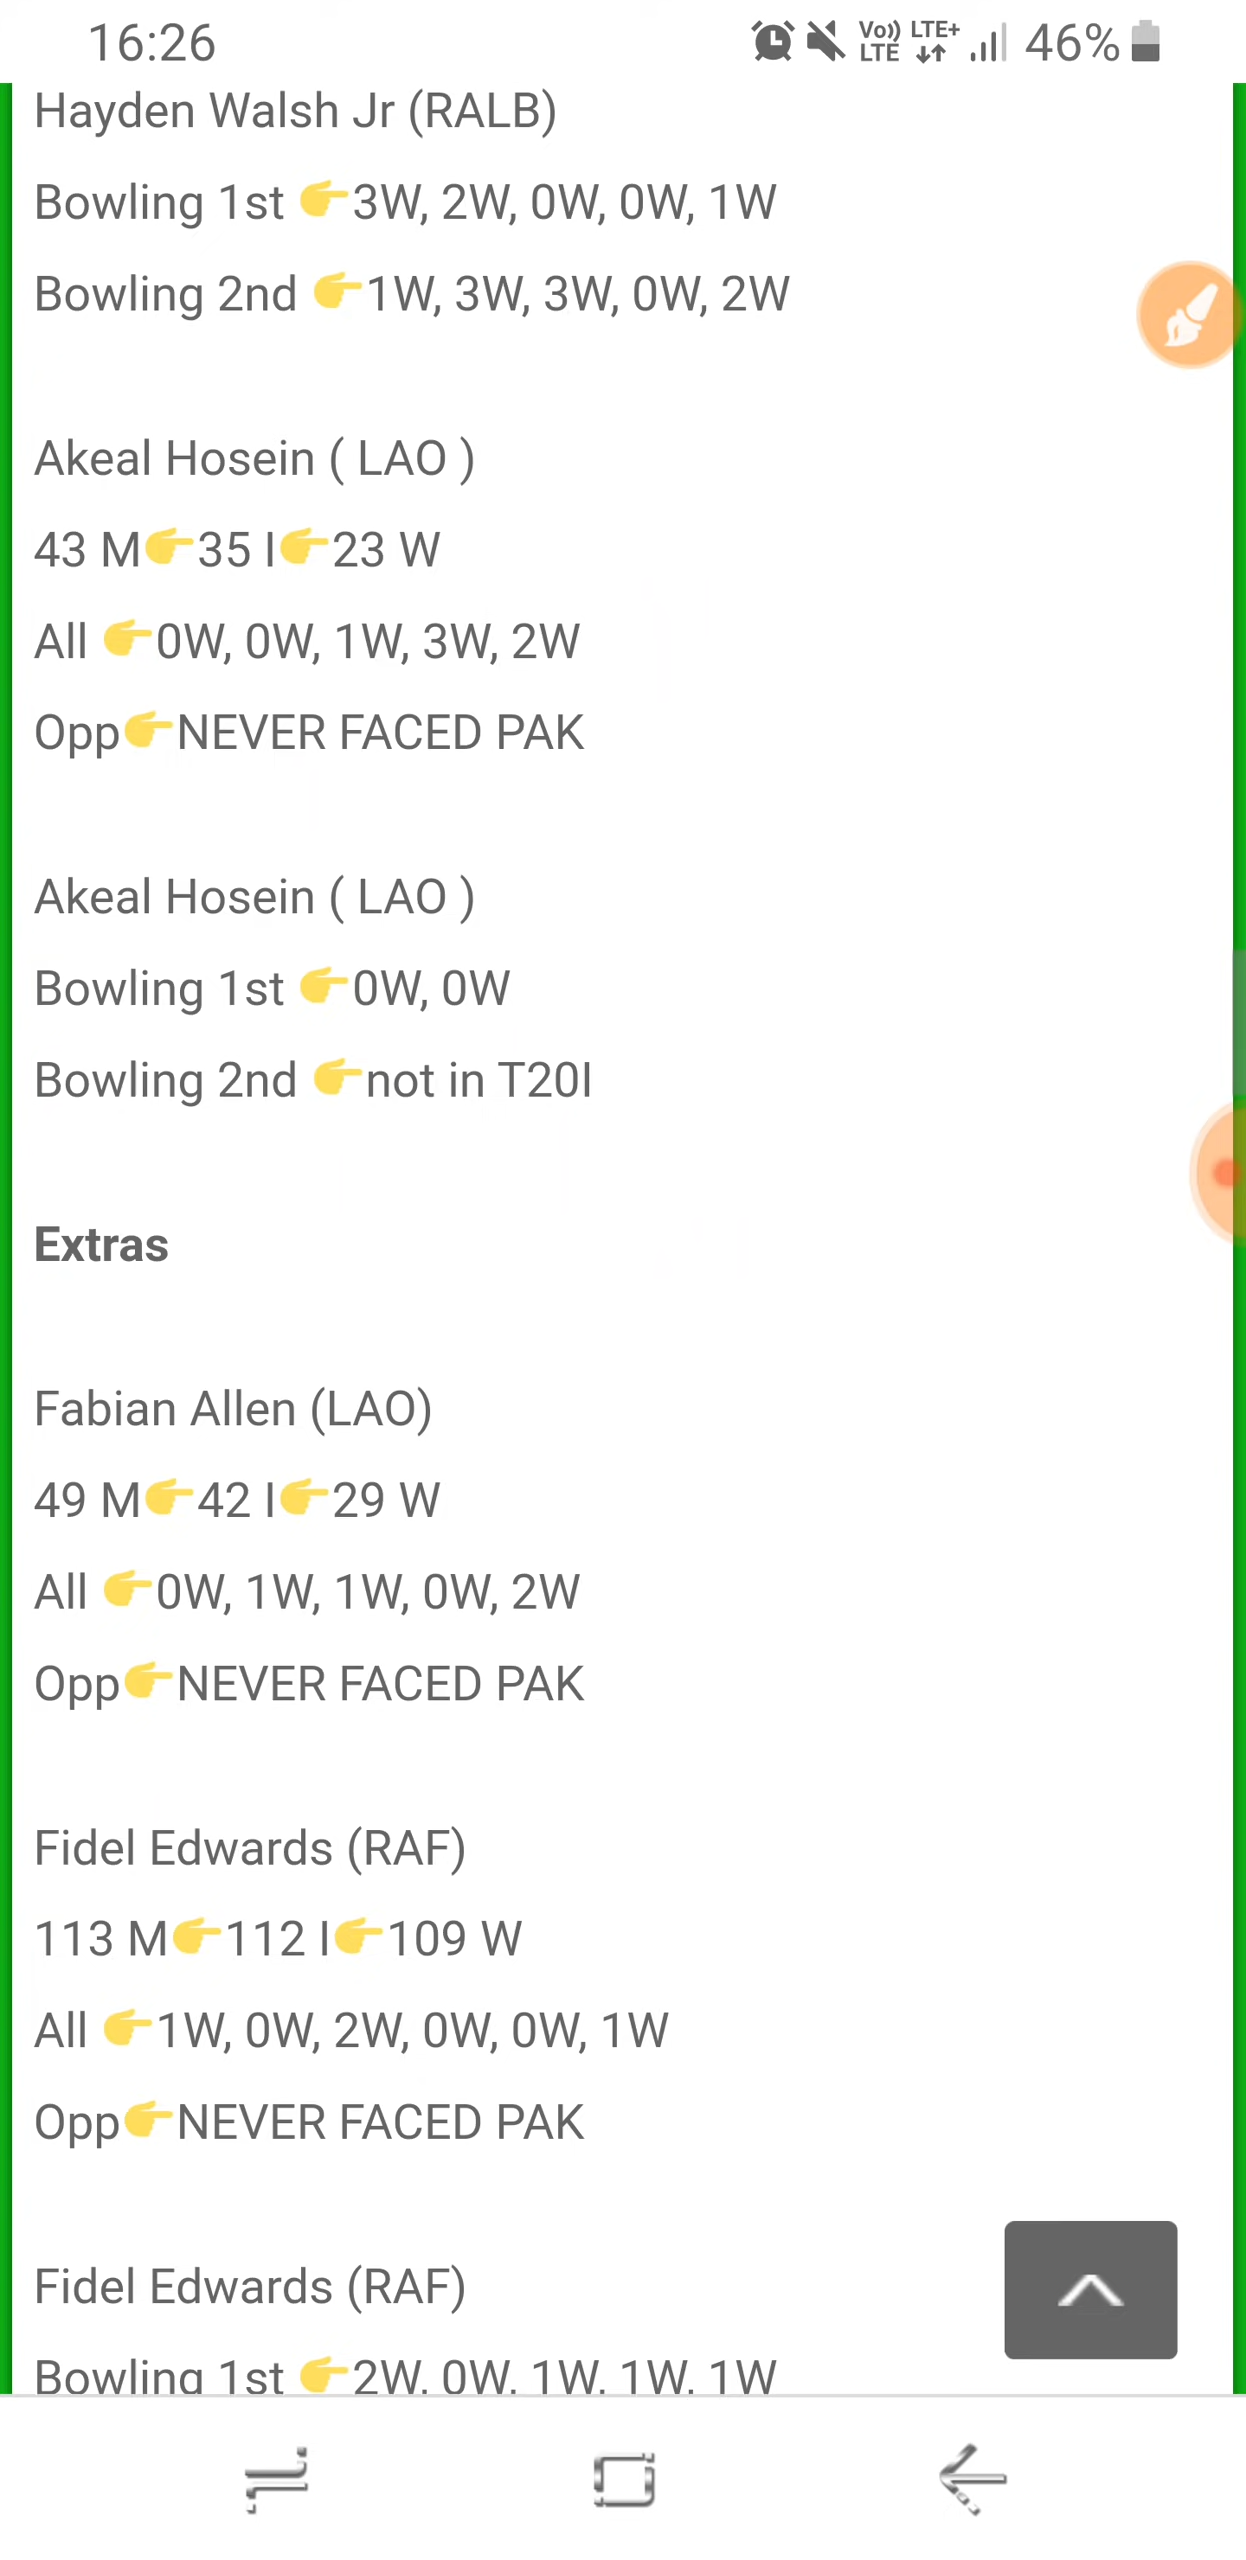 16:26
Vo)) LTE LTE+ 46%
Hayden Walsh Jr (RALB)
Bowling 1st 👉3W, 2W, 0W, 0W, 1W
Bowling 2nd 👉1W, 3W, 3W, 0W, 2W
Akeal Hosein ( LAO )
43 M👉35 I👉23 W
All 👉0W, 0W, 1W, 3W, 2W
Opp👉NEVER FACED PAK
Akeal Hosein ( LAO )
Bowling 1st 👉0W, 0W
Bowling 2nd 👉not in T20I
Extras
Fabian Allen (LAO)
49 M👉42 I👉29 W
All 👉0W, 1W, 1W, 0W, 2W
Opp👉NEVER FACED PAK
Fidel Edwards (RAF)
113 M👉112 I👉109 W
All 👉1W, 0W, 2W, 0W, 0W, 1W
Opp👉NEVER FACED PAK
Fidel Edwards (RAF)
Bowling 1st 👉2W, 0W, 1W, 1W, 1W